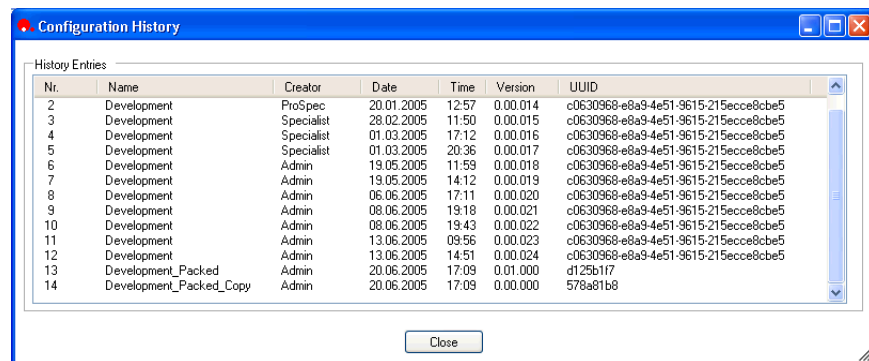 Configuration History
History Entries
Nr. Name Creator Date Time Version UUID
2 Development ProSpec 20.01.2005 12:57 0.00.014 c0630968-e8a9-4e51-9615-215ecce8cbe5
3 Development Specialist 28.02.2005 11:50 0.00.015 c0630968-e8a9-4e51-9615-215ecce8cbe5
4 Development Specialist 01.03.2005 17:12 0.00.016 c0630968-e8a9-4e51-9615-215ecce8cbe5
5 Development Specialist 01.03.2005 20:36 0.00.017 c0630968-e8a9-4e51-9615-215ecce8cbe5
6 Development Admin 19.05.2005 11:59 0.00.018 c0630968-e8a9-4e51-9615-215ecce8cbe5
7 Development Admin 19.05.2005 14:12 0.00.019 c0630968-e8a9-4e51-9615-215ecce8cbe5
8 Development Admin 06.06.2005 17:11 0.00.020 c0630968-e8a9-4e51-9615-215ecce8cbe5
9 Development Admin 08.06.2005 19:18 0.00.021 c0630968-e8a9-4e51-9615-215ecce8cbe5
10 Development Admin 08.06.2005 19:43 0.00.022 c0630968-e8a9-4e51-9615-215ecce8cbe5
11 Development Admin 13.06.2005 09:56 0.00.023 c0630968-e8a9-4e51-9615-215ecce8cbe5
12 Development Admin 13.06.2005 14:51 0.00.024 c0630968-e8a9-4e51-9615-215ecce8cbe5
13 Development_Packed Admin 20.06.2005 17:09 0.01.000 d125b1f7
14 Development_Packed_Copy Admin 20.06.2005 17:09 0.00.000 578a81b8
Close